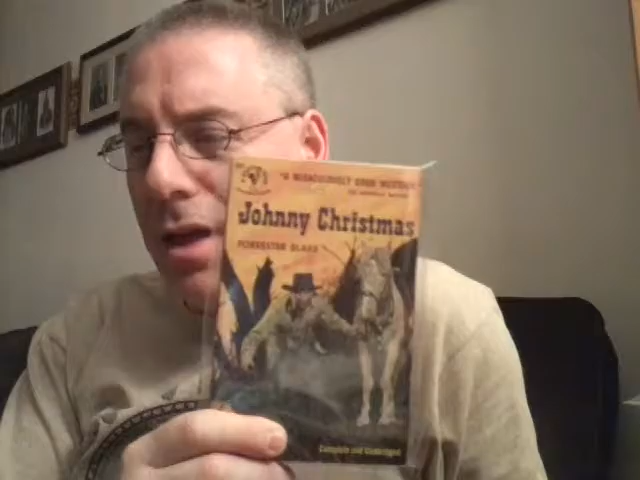 "A MIRACULOUSLY GOOD WESTERN"
Johnny Christmas
FORRESTER BLAKE
Complete and Unabridged